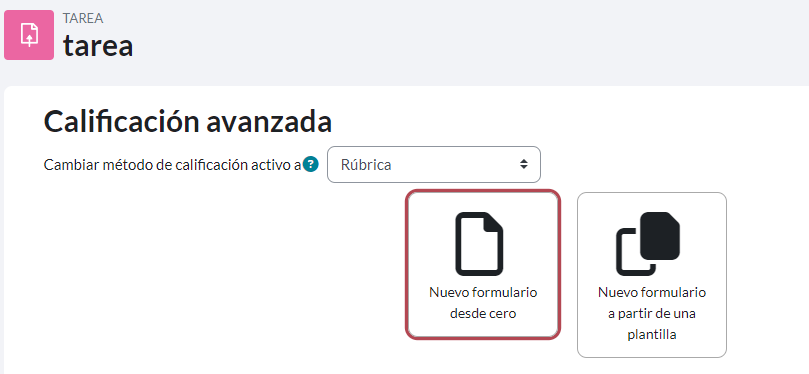 TAREA
tarea
Calificación avanzada
Cambiar método de calificación activo a ?
Rúbrica
Nuevo formulario
desde cero
Nuevo formulario
a partir de una
plantilla